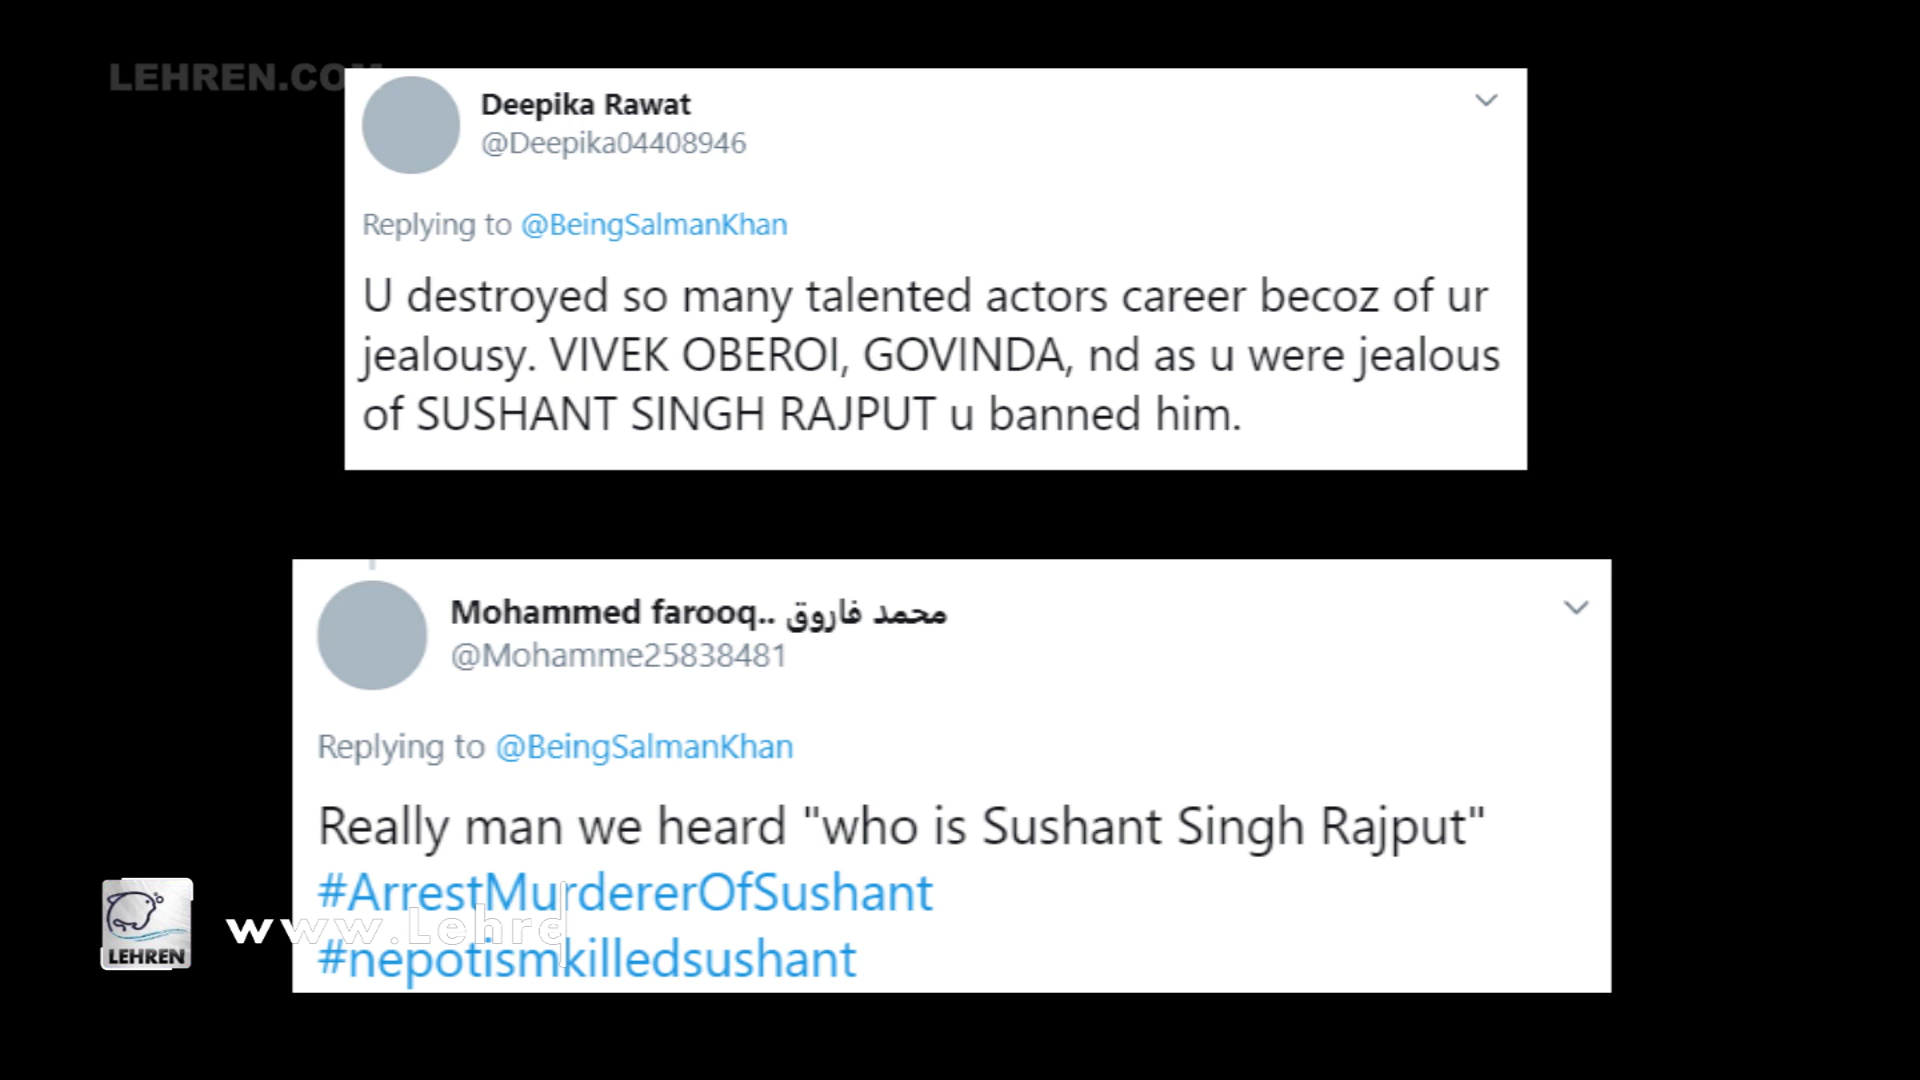 LEHREN.COM
Deepika Rawat
@Deepika04408946
Replying to @BeingSalmanKhan
U destroyed so many talented actors career becoz of ur
jealousy. VIVEK OBEROI, GOVINDA, nd as u were jealous
of SUSHANT SINGH RAJPUT u banned him.
Mohammed farooq.. محمد فاروق
@Mohamme25838481
Replying to @BeingSalmanKhan
Really man we heard "who is Sushant Singh Rajput"
#ArrestMurdererOfSushant
www.Lehre
#nepotismkilledsushant
LEHREN